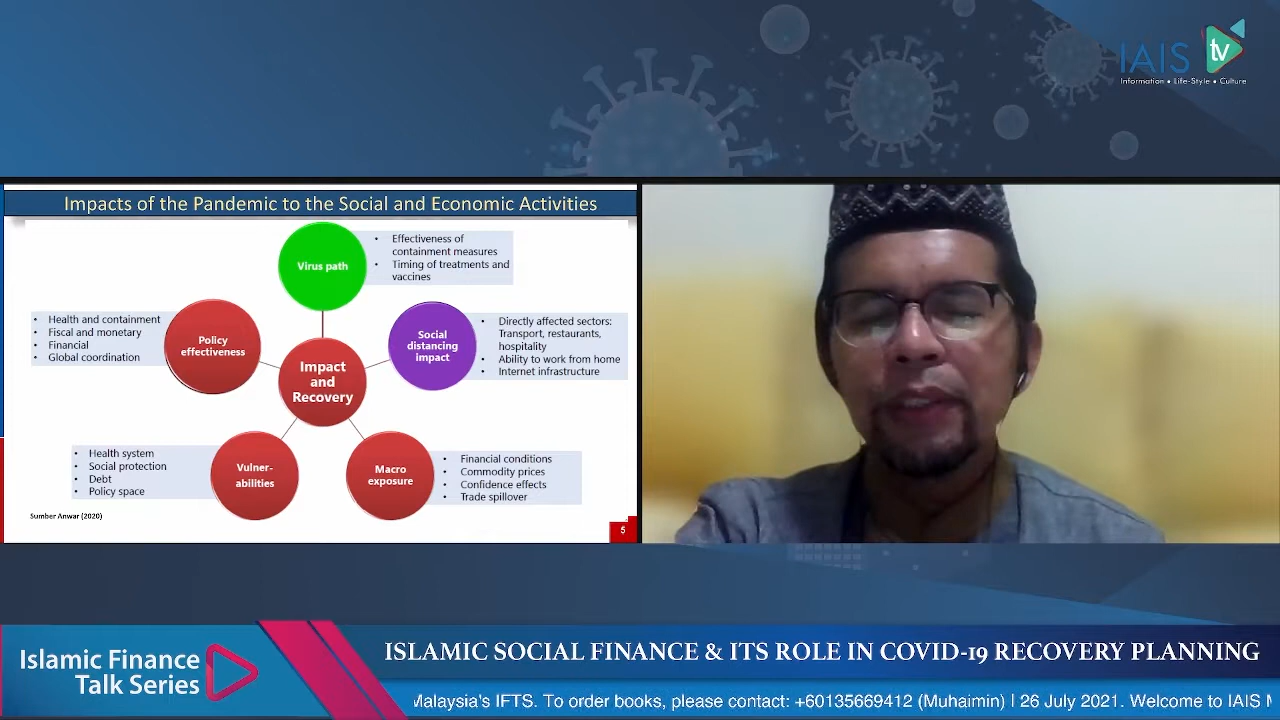 IAIS tv
Information • Life-Style • Culture
Impacts of the Pandemic to the Social and Economic Activities
Virus path
• Effectiveness of
containment measures
• Timing of treatments and
vaccines
• Health and containment
• Fiscal and monetary
• Financial
• Global coordination
Policy
effectiveness
Social
distancing
impact
• Directly affected sectors:
Transport, restaurants,
hospitality
• Ability to work from home
• Internet infrastructure
Impact
and
Recovery
• Health system
• Social protection
• Debt
• Policy space
Vulner-
abilities
Macro
exposure
• Financial conditions
• Commodity prices
• Confidence effects
• Trade spillover
Sumber Anwar (2020)
5
Islamic Finance
Talk Series
ISLAMIC SOCIAL FINANCE & ITS ROLE IN COVID-19 RECOVERY PLANNING
Malaysia's IFTS. To order books, please contact: +60135669412 (Muhaimin) | 26 July 2021. Welcome to IAIS